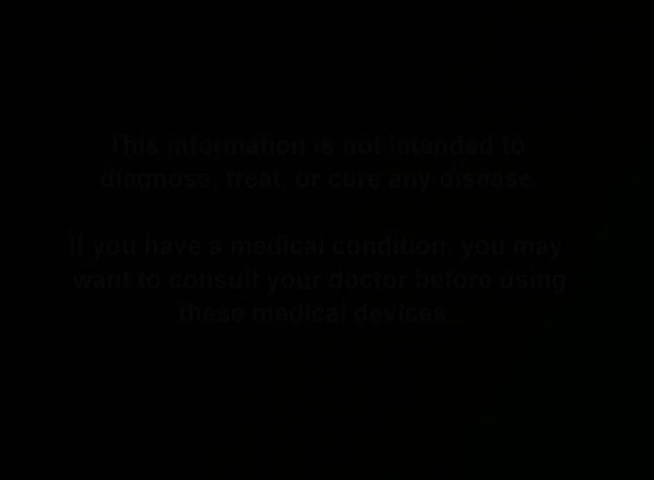 This information is not intended to
diagnose, treat, or cure any disease.
If you have a medical condition, you may
want to consult your doctor before using
these medical devices...